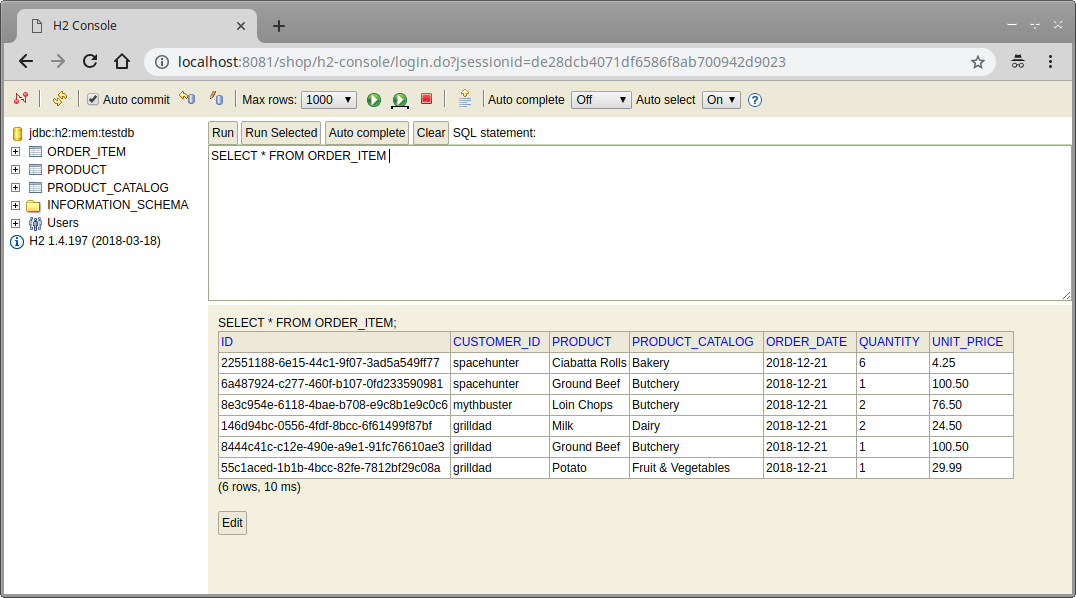 H2 Console
localhost:8081/shop/h2-console/login.do?jsessionid=de28dcb4071df6586f8ab700942d9023
Auto commit Max rows: 1000 Auto complete Off Auto select On
jdbc:h2:mem:testdb
ORDER_ITEM
PRODUCT
PRODUCT_CATALOG
INFORMATION_SCHEMA
Users
H2 1.4.197 (2018-03-18)
Run Run Selected Auto complete Clear SQL statement:
SELECT * FROM ORDER_ITEM
SELECT * FROM ORDER_ITEM;
ID CUSTOMER_ID PRODUCT PRODUCT_CATALOG ORDER_DATE QUANTITY UNIT_PRICE
22551188-6e15-44c1-9f07-3ad5a549ff77 spacehunter Ciabatta Rolls Bakery 2018-12-21 6 4.25
6a487924-c277-460f-b107-0fd233590981 spacehunter Ground Beef Butchery 2018-12-21 1 100.50
8e3c954e-6118-4bae-b708-e9c8b1e9c0c6 mythbuster Loin Chops Butchery 2018-12-21 2 76.50
146d94bc-0556-4fdf-8bcc-6f61499f87bf grilldad Milk Dairy 2018-12-21 2 24.50
8444c41c-c12e-490e-a9e1-91fc76610ae3 grilldad Ground Beef Butchery 2018-12-21 1 100.50
55c1aced-1b1b-4bcc-82fe-7812bf29c08a grilldad Potato Fruit & Vegetables 2018-12-21 1 29.99
(6 rows, 10 ms)
Edit